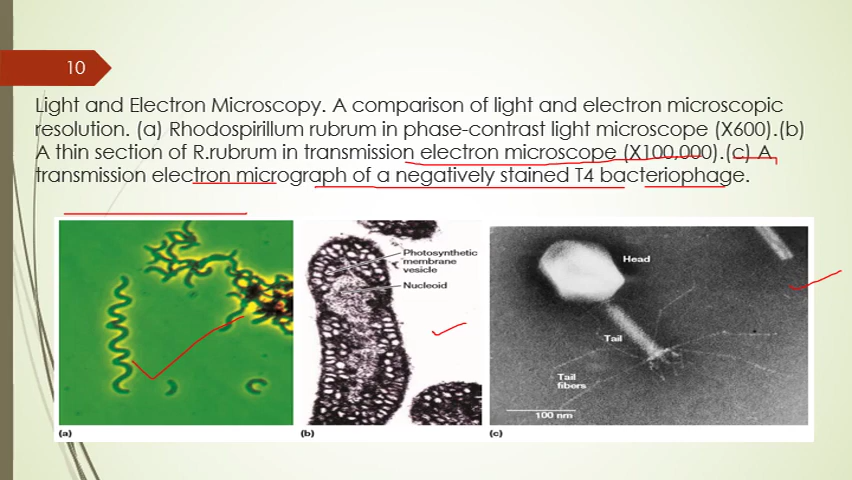 10
Light and Electron Microscopy. A comparison of light and electron microscopic
resolution. (a) Rhodospirillum rubrum in phase-contrast light microscope (X600).(b)
A thin section of R.rubrum in transmission electron microscope (X100,000).(c) A
transmission electron micrograph of a negatively stained T4 bacteriophage.
Photosynthetic
membrane
vesicle
Nucleoid
Head
Tail
Tail
fibers
100 nm
(a)
(b)
(c)